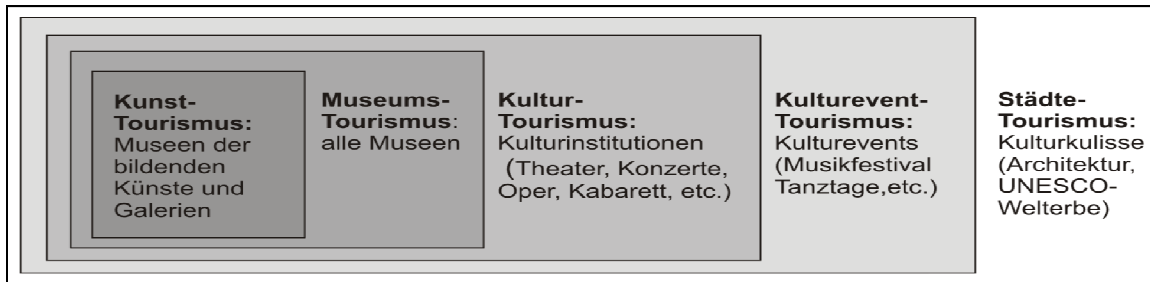 Kunst-
Tourismus:
Museen der
bildenden
Künste und
Galerien
Museums-
Tourismus:
alle Museen
Kultur-
Tourismus:
Kulturinstitutionen
(Theater, Konzerte,
Oper, Kabarett, etc.)
Kulturevent-
Tourismus:
Kulturevents
(Musikfestival
Tanztage,etc.)
Städte-
Tourismus:
Kulturkulisse
(Architektur,
UNESCO-
Welterbe)